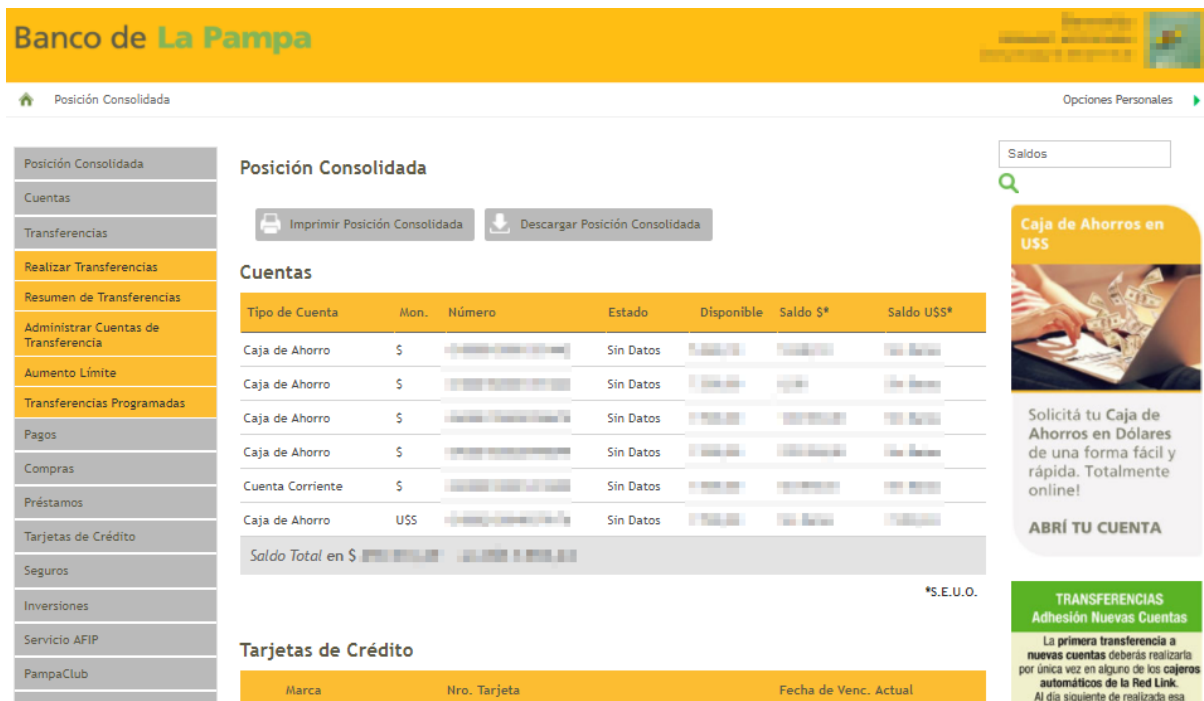 Banco de La Pampa
Posición Consolidada
Opciones Personales
Posición Consolidada
Cuentas
Transferencias
Realizar Transferencias
Resumen de Transferencias
Administrar Cuentas de
Transferencia
Aumento Límite
Transferencias Programadas
Pagos
Compras
Préstamos
Tarjetas de Crédito
Seguros
Inversiones
Servicio AFIP
PampaClub
Posición Consolidada
Imprimir Posición Consolidada Descargar Posición Consolidada
Cuentas
Tipo de Cuenta Mon. Número Estado Disponible Saldo $* Saldo U$S*
Caja de Ahorro $ Sin Datos
Caja de Ahorro $ Sin Datos
Caja de Ahorro $ Sin Datos
Caja de Ahorro $ Sin Datos
Cuenta Corriente $ Sin Datos
Caja de Ahorro U$S Sin Datos
Saldo Total en $
*S.E.U.O.
Tarjetas de Crédito
Marca Nro. Tarjeta Fecha de Venc. Actual
Saldos
Caja de Ahorros en
U$S
Solicitá tu Caja de
Ahorros en Dólares
de una forma fácil y
rápida. Totalmente
online!
ABRÍ TU CUENTA
TRANSFERENCIAS
Adhesión Nuevas Cuentas
La primera transferencia a
nuevas cuentas deberás realizarla
por única vez en alguno de los cajeros
automáticos de la Red Link.
Al día siguiente de realizada esa